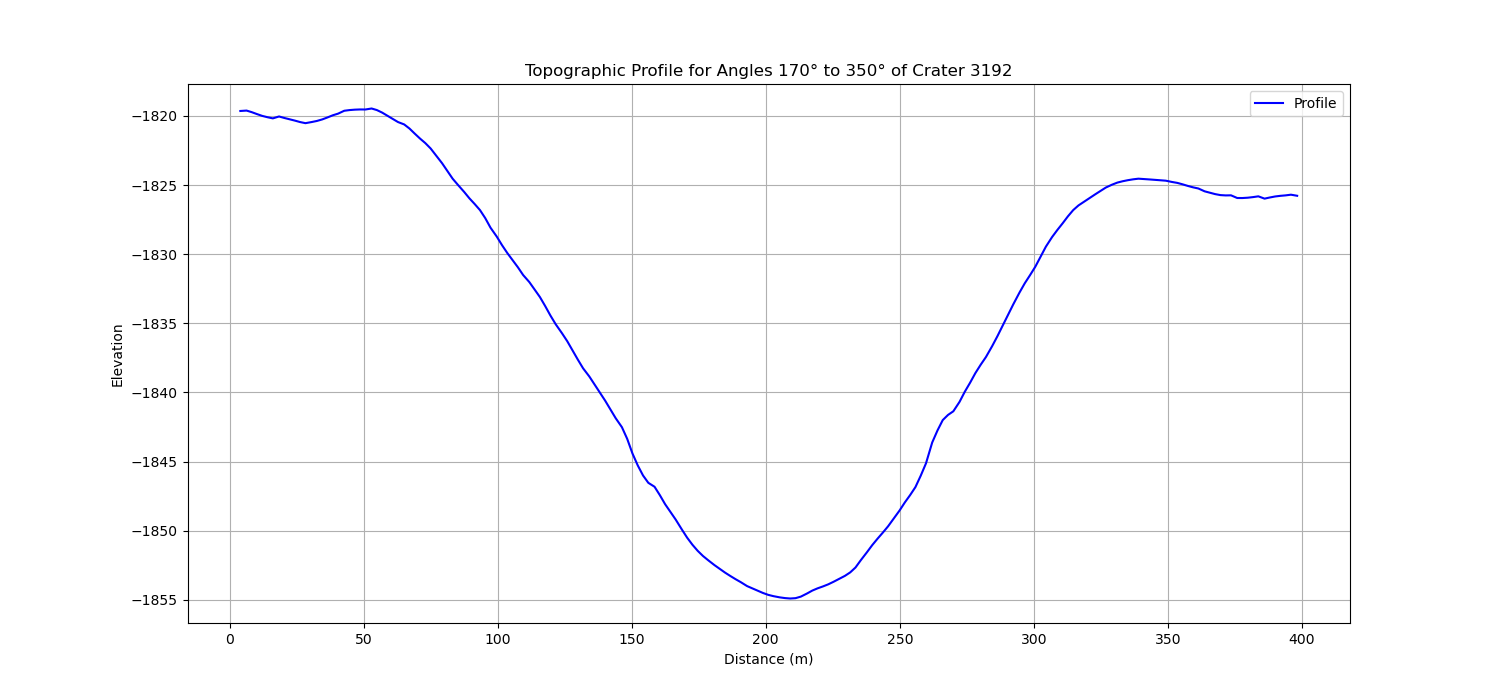 Topographic Profile for Angles 170° to 350° of Crater 3192
Profile
Elevation
−1820
−1825
−1830
−1835
−1840
−1845
−1850
−1855
0 50 100 150 200 250 300 350 400
Distance (m)